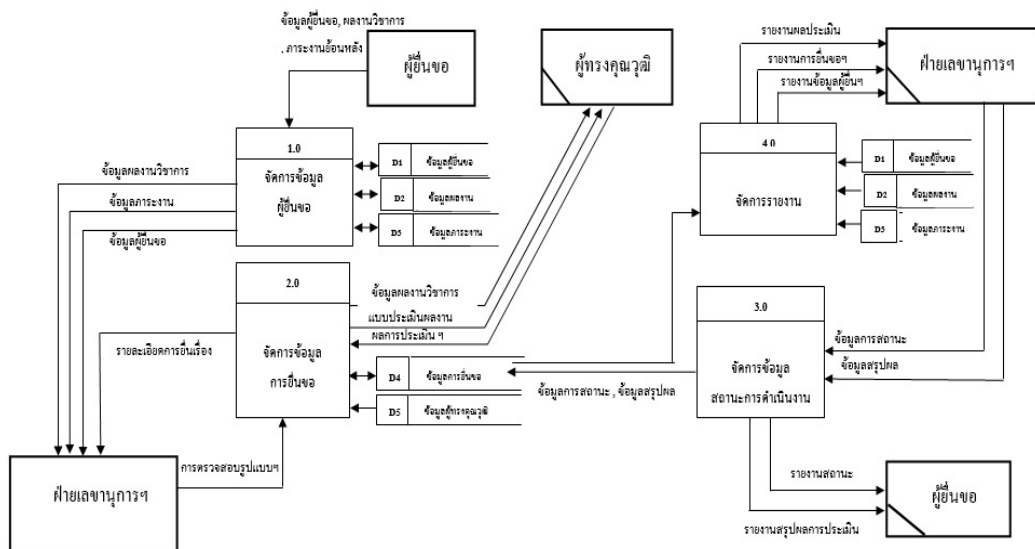 ข้อมูลผู้ยื่นขอ, ผลงานวิชาการ
, ภาระงานย้อนหลัง
ผู้ยื่นขอ
ผู้ทรงคุณวุฒิ
รายงานผลประเมิน
รายงานการยื่นขอฯ
รายงานข้อมูลผู้ยื่นฯ
ฝ่ายเลขานุการฯ
1.0
จัดการข้อมูล
ผู้ยื่นขอ
D1 ข้อมูลผู้ยื่นขอ
D2 ข้อมูลผลงาน
D5 ข้อมูลภาระงาน
ข้อมูลผลงานวิชาการ
ข้อมูลภาระงาน
ข้อมูลผู้ยื่นขอ
4.0
จัดการรายงาน
D1 ข้อมูลผู้ยื่นขอ
D2 ข้อมูลผลงาน
D5 ข้อมูลภาระงาน
2.0
จัดการข้อมูล
การยื่นขอ
ข้อมูลผลงานวิชาการ
แบบประเมินผลงาน
ผลการประเมิน ฯ
รายละเอียดการยื่นเรื่อง
D4 ข้อมูลการยื่นขอ
D5 ข้อมูลผู้ทรงคุณวุฒิ
3.0
จัดการข้อมูล
สถานะการดำเนินงาน
ข้อมูลการสถานะ
ข้อมูลสรุปผล
ข้อมูลการสถานะ , ข้อมูลสรุปผล
การตรวจสอบรูปแบบฯ
ฝ่ายเลขานุการฯ
รายงานสถานะ
ผู้ยื่นขอ
รายงานสรุปผลการประเมิน